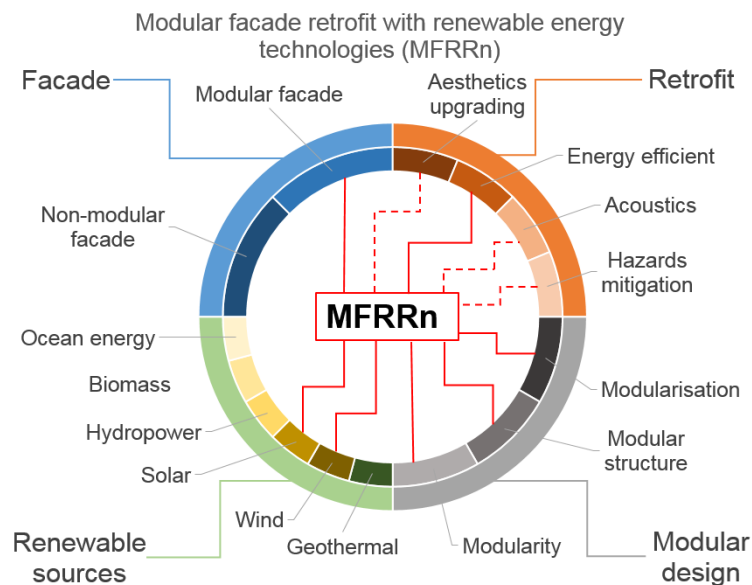 Modular facade retrofit with renewable energy
technologies (MFRRn)
Facade
Retrofit
Modular facade
Aesthetics
upgrading
Energy efficient
Acoustics
Non-modular
facade
Hazards
mitigation
MFRRn
Ocean energy
Biomass
Modularisation
Hydropower
Modular
structure
Solar
Wind
Geothermal
Modularity
Renewable
sources
Modular
design